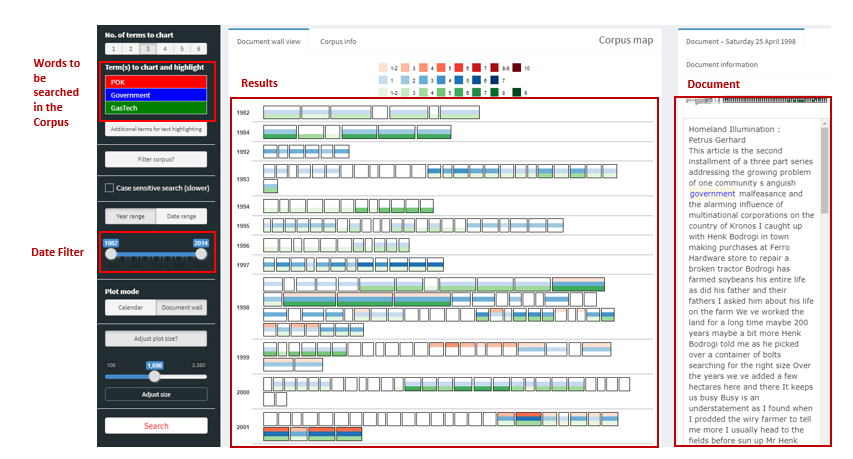 Words to
be
searched
in the
Corpus
Date Filter
No. of terms to chart
1 2 3 4 5 6
Term(s) to chart and highlight
POK
Government
GasTech
Additional terms for text highlighting
Filter corpus?
Case sensitive search (slower)
Year range Date range
1982 2014
Plot mode
Calendar Document wall
Adjust plot size?
100 1,690 3,380
Adjust size
Search
Document wall view Corpus info Corpus map
1-2 3 4 5 6 7 8-9 10
1 2 3 4 5 6 7
1-2 3 4 5 6 7 8 9
Results
1982
1984
1992
1993
1994
1995
1996
1997
1998
1999
2000
2001
Document – Saturday 25 April 1998
Document information
Document
Homeland Illumination :
Petrus Gerhard
This article is the second
installment of a three part series
addressing the growing problem
of one community s anguish
government malfeasance and
the alarming influence of
multinational corporations on the
country of Kronos I caught up
with Henk Bodrogi in town
making purchases at Ferro
Hardware store to repair a
broken tractor Bodrogi has
farmed soybeans his entire life
as did his father and their
fathers I asked him about his life
on the farm We ve worked the
land for a long time maybe 200
years maybe a bit more Henk
Bodrogi told me as he picked
over a container of bolts
searching for the right size Over
the years we ve added a few
hectares here and there It keeps
us busy Busy is an
understatement as I found when
I prodded the wiry farmer to tell
me more I usually head to the
fields before sun up Mr Henk